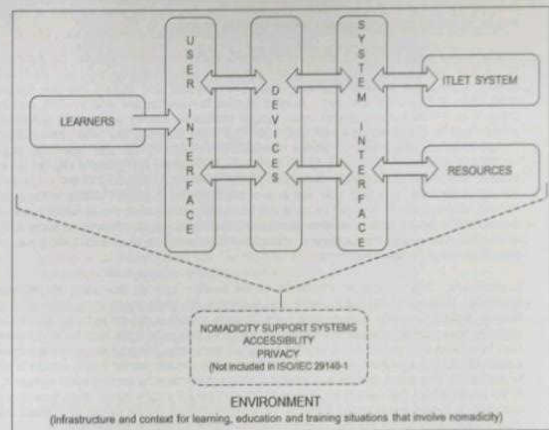 LEARNERS
USER INTERFACE
DEVICES
SYSTEM INTERFACE
ITLET SYSTEM
RESOURCES
NOMADICITY SUPPORT SYSTEMS
ACCESSIBILITY
PRIVACY
(Not included in ISO/IEC 29140-1
ENVIRONMENT
(Infrastructure and context for learning, education and training situations that involve nomadicity)